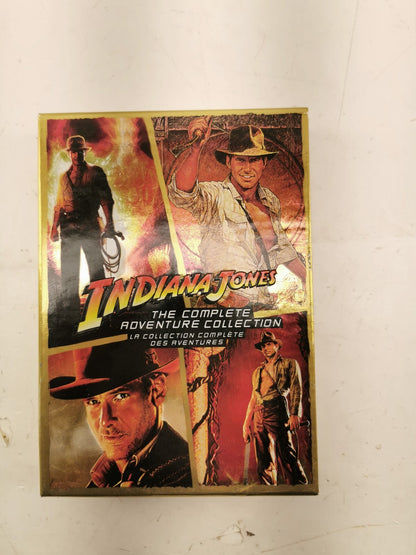 INDIANA JONES
THE COMPLETE
ADVENTURE COLLECTION
LA COLLECTION COMPLÈTE
DES AVENTURES !